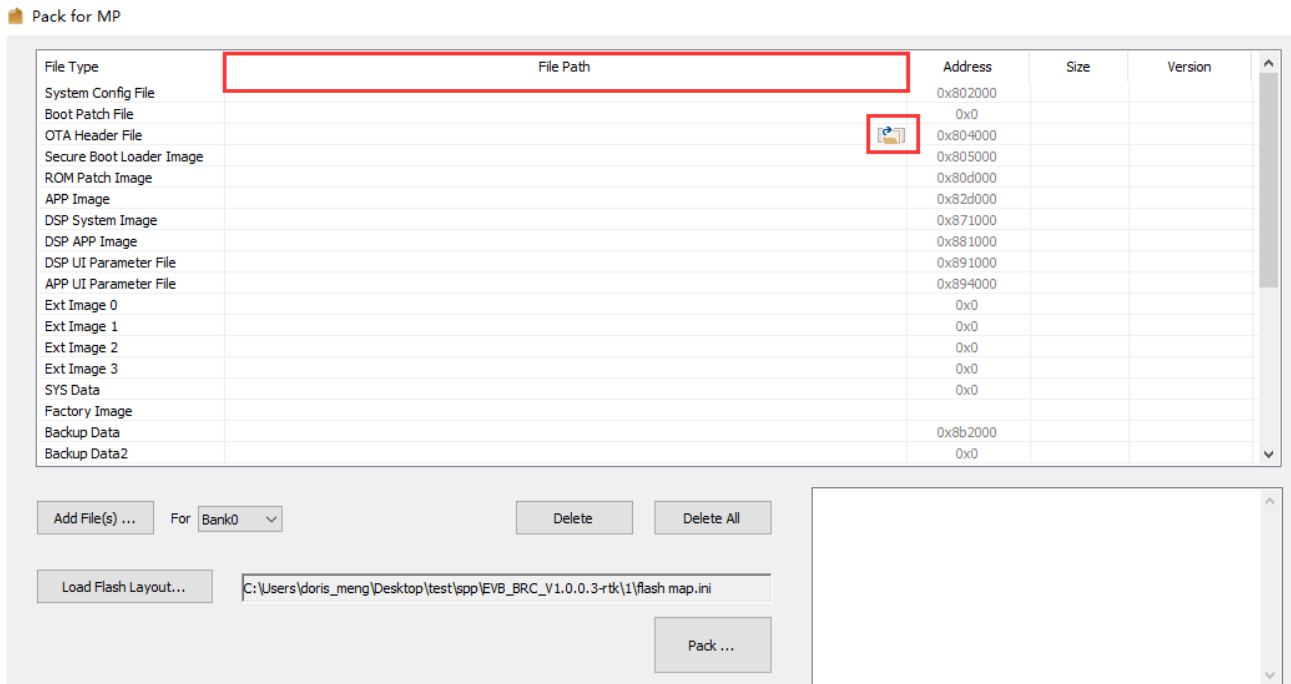 Pack for MP
File Type File Path Address Size Version
System Config File 0x802000
Boot Patch File 0x0
OTA Header File 0x804000
Secure Boot Loader Image 0x805000
ROM Patch Image 0x80d000
APP Image 0x82d000
DSP System Image 0x871000
DSP APP Image 0x881000
DSP UI Parameter File 0x891000
APP UI Parameter File 0x894000
Ext Image 0 0x0
Ext Image 1 0x0
Ext Image 2 0x0
Ext Image 3 0x0
SYS Data 0x0
Factory Image
Backup Data 0x8b2000
Backup Data2 0x0
Add File(s) ... For Bank0 Delete Delete All
Load Flash Layout... C:\Users\doris_meng\Desktop\test\spp\EVB_BRC_V1.0.0.3-rtk\1\flash map.ini
Pack ...